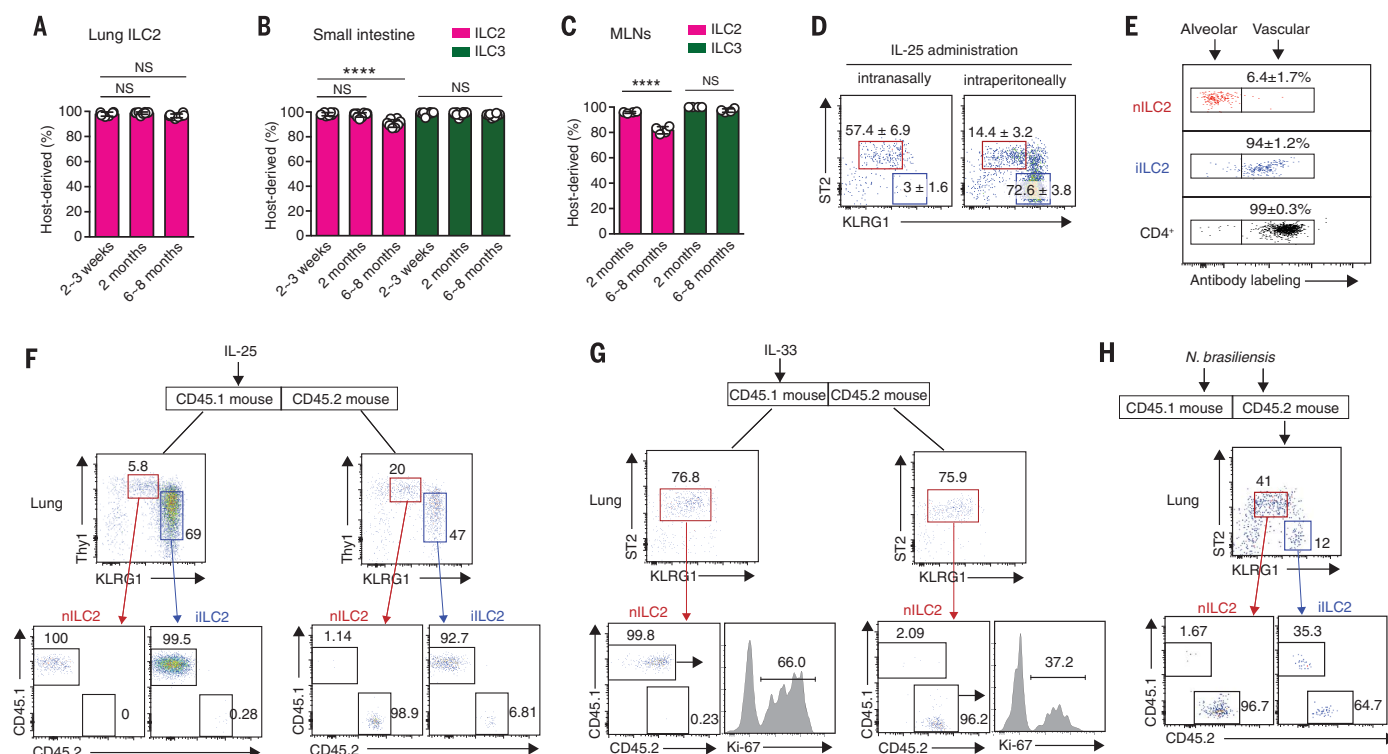 A
Lung ILC2
NS
NS
Host-derived (%)
100
80
60
40
20
0
2~3 weeks
2 months
6~8 months
B
Small intestine
ILC2
ILC3
****
NS
NS
NS
Host-derived (%)
100
80
60
40
20
0
2~3 weeks
2 months
6~8 months
2~3 weeks
2 months
6~8 months
C
MLNs
ILC2
ILC3
****
NS
Host-derived (%)
100
80
60
40
20
0
2 months
6~8 months
2 months
6~8 momths
D
IL-25 administration
intranasally
intraperitoneally
57.4 ± 6.9
3 ± 1.6
14.4 ± 3.2
72.6 ± 3.8
ST2
KLRG1
E
Alveolar
Vascular
nILC2
6.4±1.7%
iILC2
94±1.2%
CD4+
99±0.3%
Antibody labeling
F
IL-25
CD45.1 mouse
CD45.2 mouse
Lung
5.8
69
Thy1
KLRG1
20
47
Thy1
KLRG1
nILC2
iILC2
100
0
99.5
0.28
CD45.1
CD45.2
nILC2
iILC2
1.14
98.9
92.7
6.81
CD45.1
CD45.2
G
IL-33
CD45.1 mouse
CD45.2 mouse
Lung
76.8
ST2
KLRG1
75.9
ST2
KLRG1
nILC2
99.8
0.23
CD45.1
CD45.2
66.0
Ki-67
nILC2
2.09
96.2
CD45.1
CD45.2
37.2
Ki-67
H
N. brasiliensis
CD45.1 mouse
CD45.2 mouse
Lung
41
12
ST2
KLRG1
nILC2
iILC2
1.67
96.7
35.3
64.7
CD45.1
CD45.2